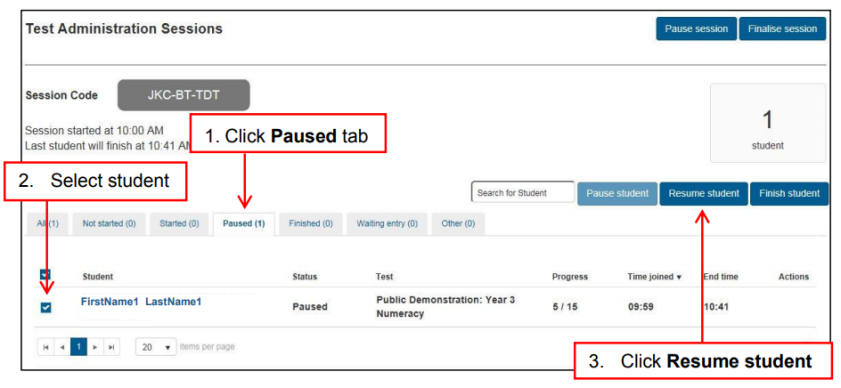 Test Administration Sessions
Pause session
Finalise session
Session Code
JKC-BT-TDT
1
student
Session started at 10:00 AM
Last student will finish at 10:41 AM
1. Click Paused tab
2. Select student
Search for Student
Pause student
Resume student
Finish student
All (1)
Not started (0)
Started (0)
Paused (1)
Finished (0)
Waiting entry (0)
Other (0)
Student
Status
Test
Progress
Time joined ▾
End time
Actions
FirstName1 LastName1
Paused
Public Demonstration: Year 3
Numeracy
5 / 15
09:59
10:41
1
20
items per page
3. Click Resume student